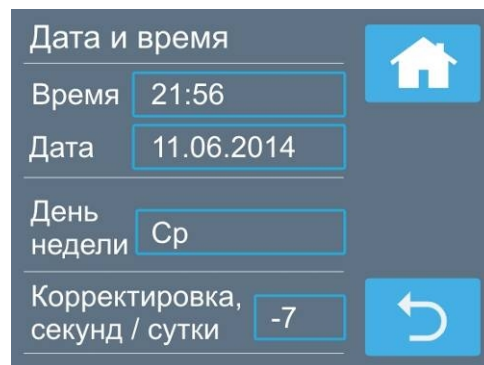 Дата и время
Время 21:56
Дата 11.06.2014
День
недели Ср
Корректировка,
секунд / сутки -7